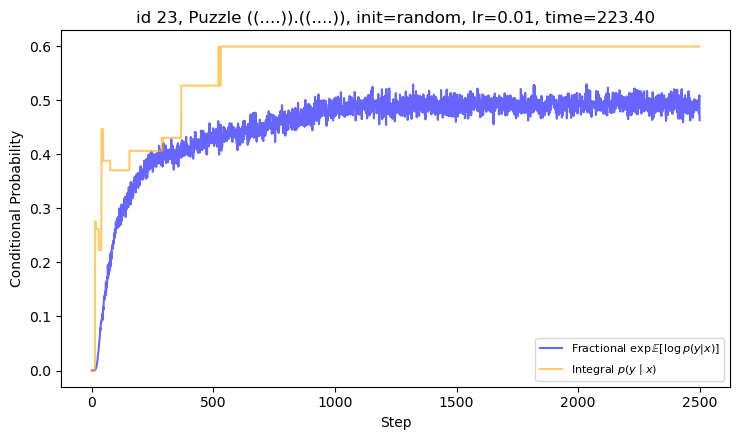 id 23, Puzzle ((....)).((....)), init=random, lr=0.01, time=223.40
Conditional Probability
0.6
0.5
0.4
0.3
0.2
0.1
0.0
0 500 1000 1500 2000 2500
Step
Fractional exp𝔼[log p(y|x)]
Integral p(y | x)